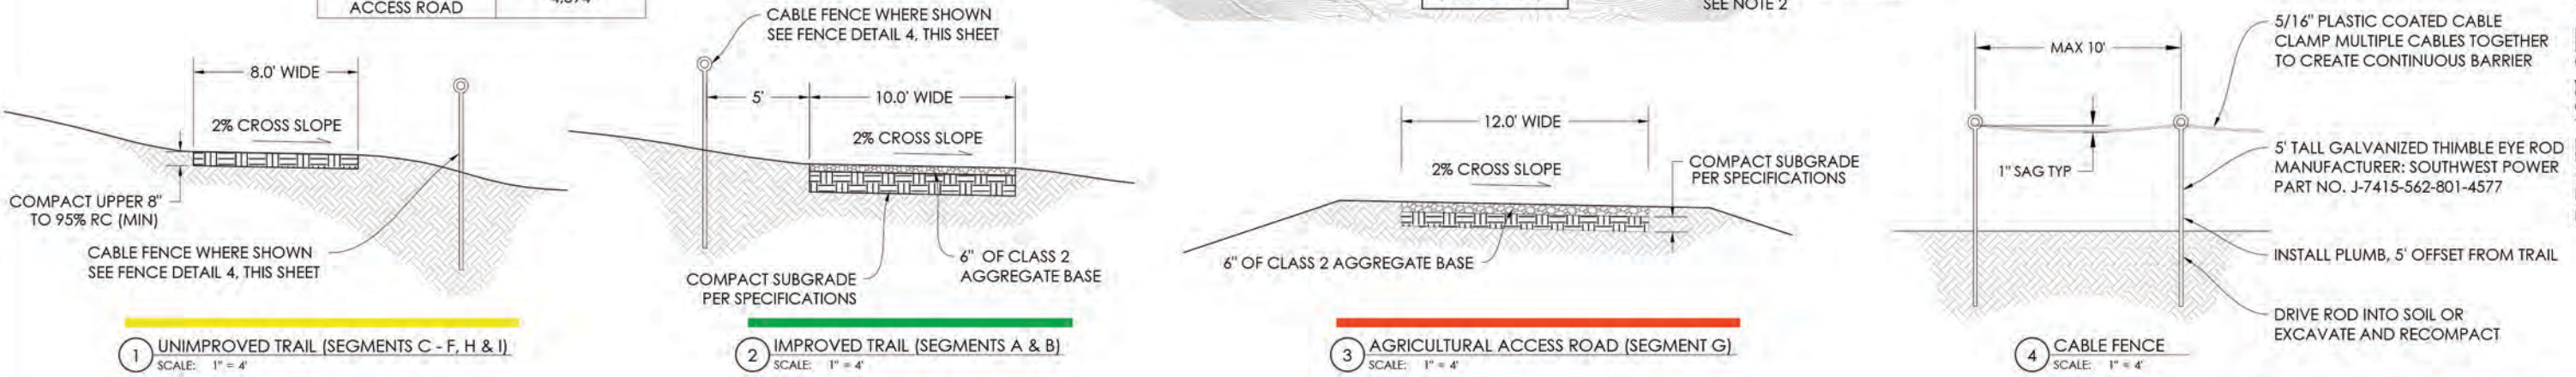 ACCESS ROAD
CABLE FENCE WHERE SHOWN
SEE FENCE DETAIL 4, THIS SHEET
SEE NOTE 2
8.0' WIDE
2% CROSS SLOPE
COMPACT UPPER 8"
TO 95% RC (MIN)
CABLE FENCE WHERE SHOWN
SEE FENCE DETAIL 4, THIS SHEET
1 UNIMPROVED TRAIL (SEGMENTS C - F, H & I)
SCALE: 1" = 4'
5'
10.0' WIDE
2% CROSS SLOPE
COMPACT SUBGRADE
PER SPECIFICATIONS
6" OF CLASS 2
AGGREGATE BASE
2 IMPROVED TRAIL (SEGMENTS A & B)
SCALE: 1" = 4'
12.0' WIDE
2% CROSS SLOPE
COMPACT SUBGRADE
PER SPECIFICATIONS
6" OF CLASS 2 AGGREGATE BASE
3 AGRICULTURAL ACCESS ROAD (SEGMENT G)
SCALE: 1" = 4'
MAX 10'
1" SAG TYP
5/16" PLASTIC COATED CABLE
CLAMP MULTIPLE CABLES TOGETHER
TO CREATE CONTINUOUS BARRIER
5' TALL GALVANIZED THIMBLE EYE ROD
MANUFACTURER: SOUTHWEST POWER
PART NO. J-7415-562-801-4577
INSTALL PLUMB, 5' OFFSET FROM TRAIL
DRIVE ROD INTO SOIL OR
EXCAVATE AND RECOMPACT
4 CABLE FENCE
SCALE: 1" = 4'